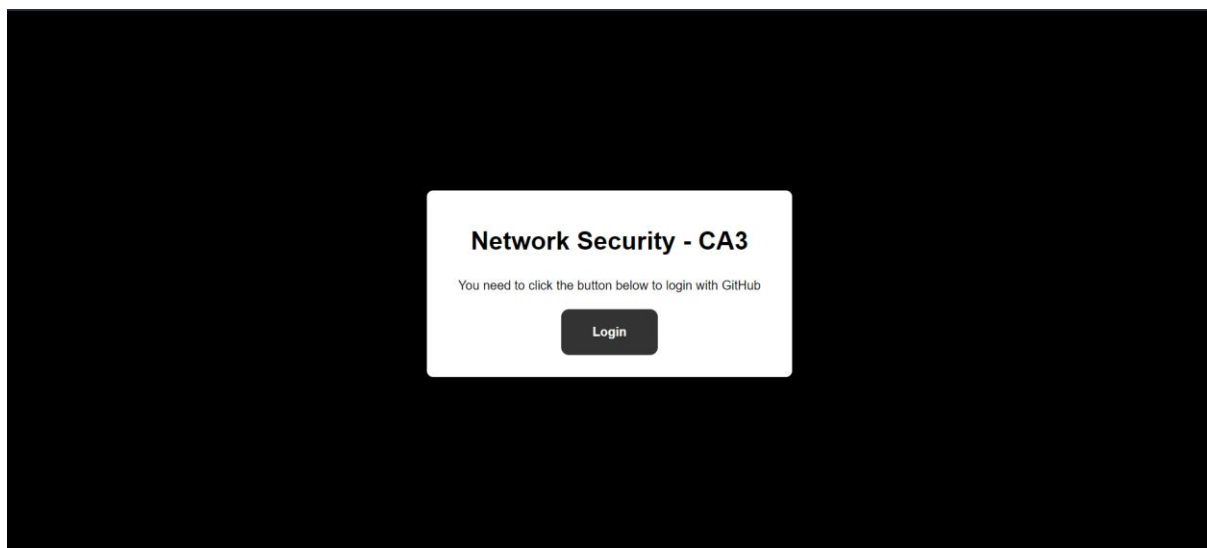 Network Security - CA3
You need to click the button below to login with GitHub
Login